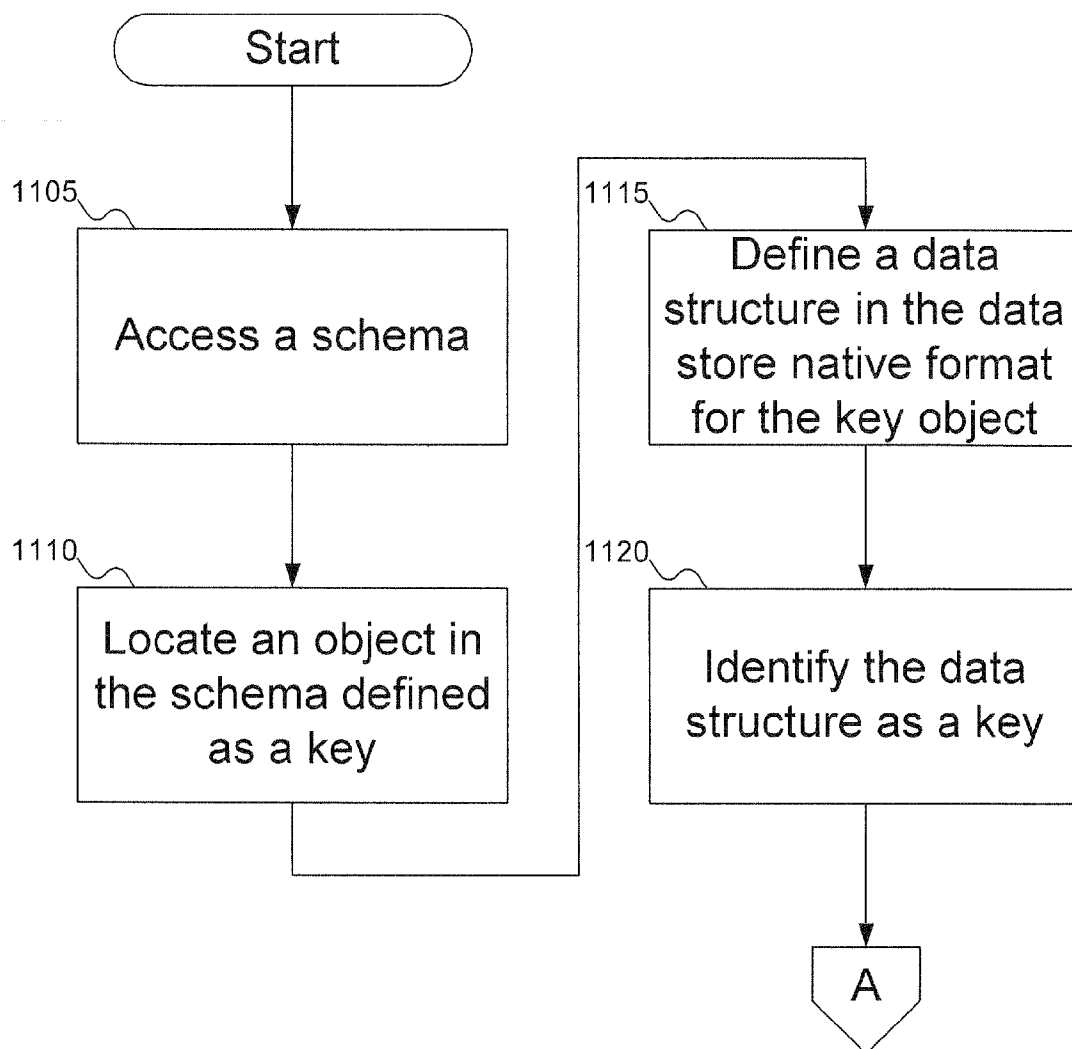 Start
1105
Access a schema
1110
Locate an object in
the schema defined
as a key
1115
Define a data
structure in the data
store native format
for the key object
1120
Identify the data
structure as a key
A